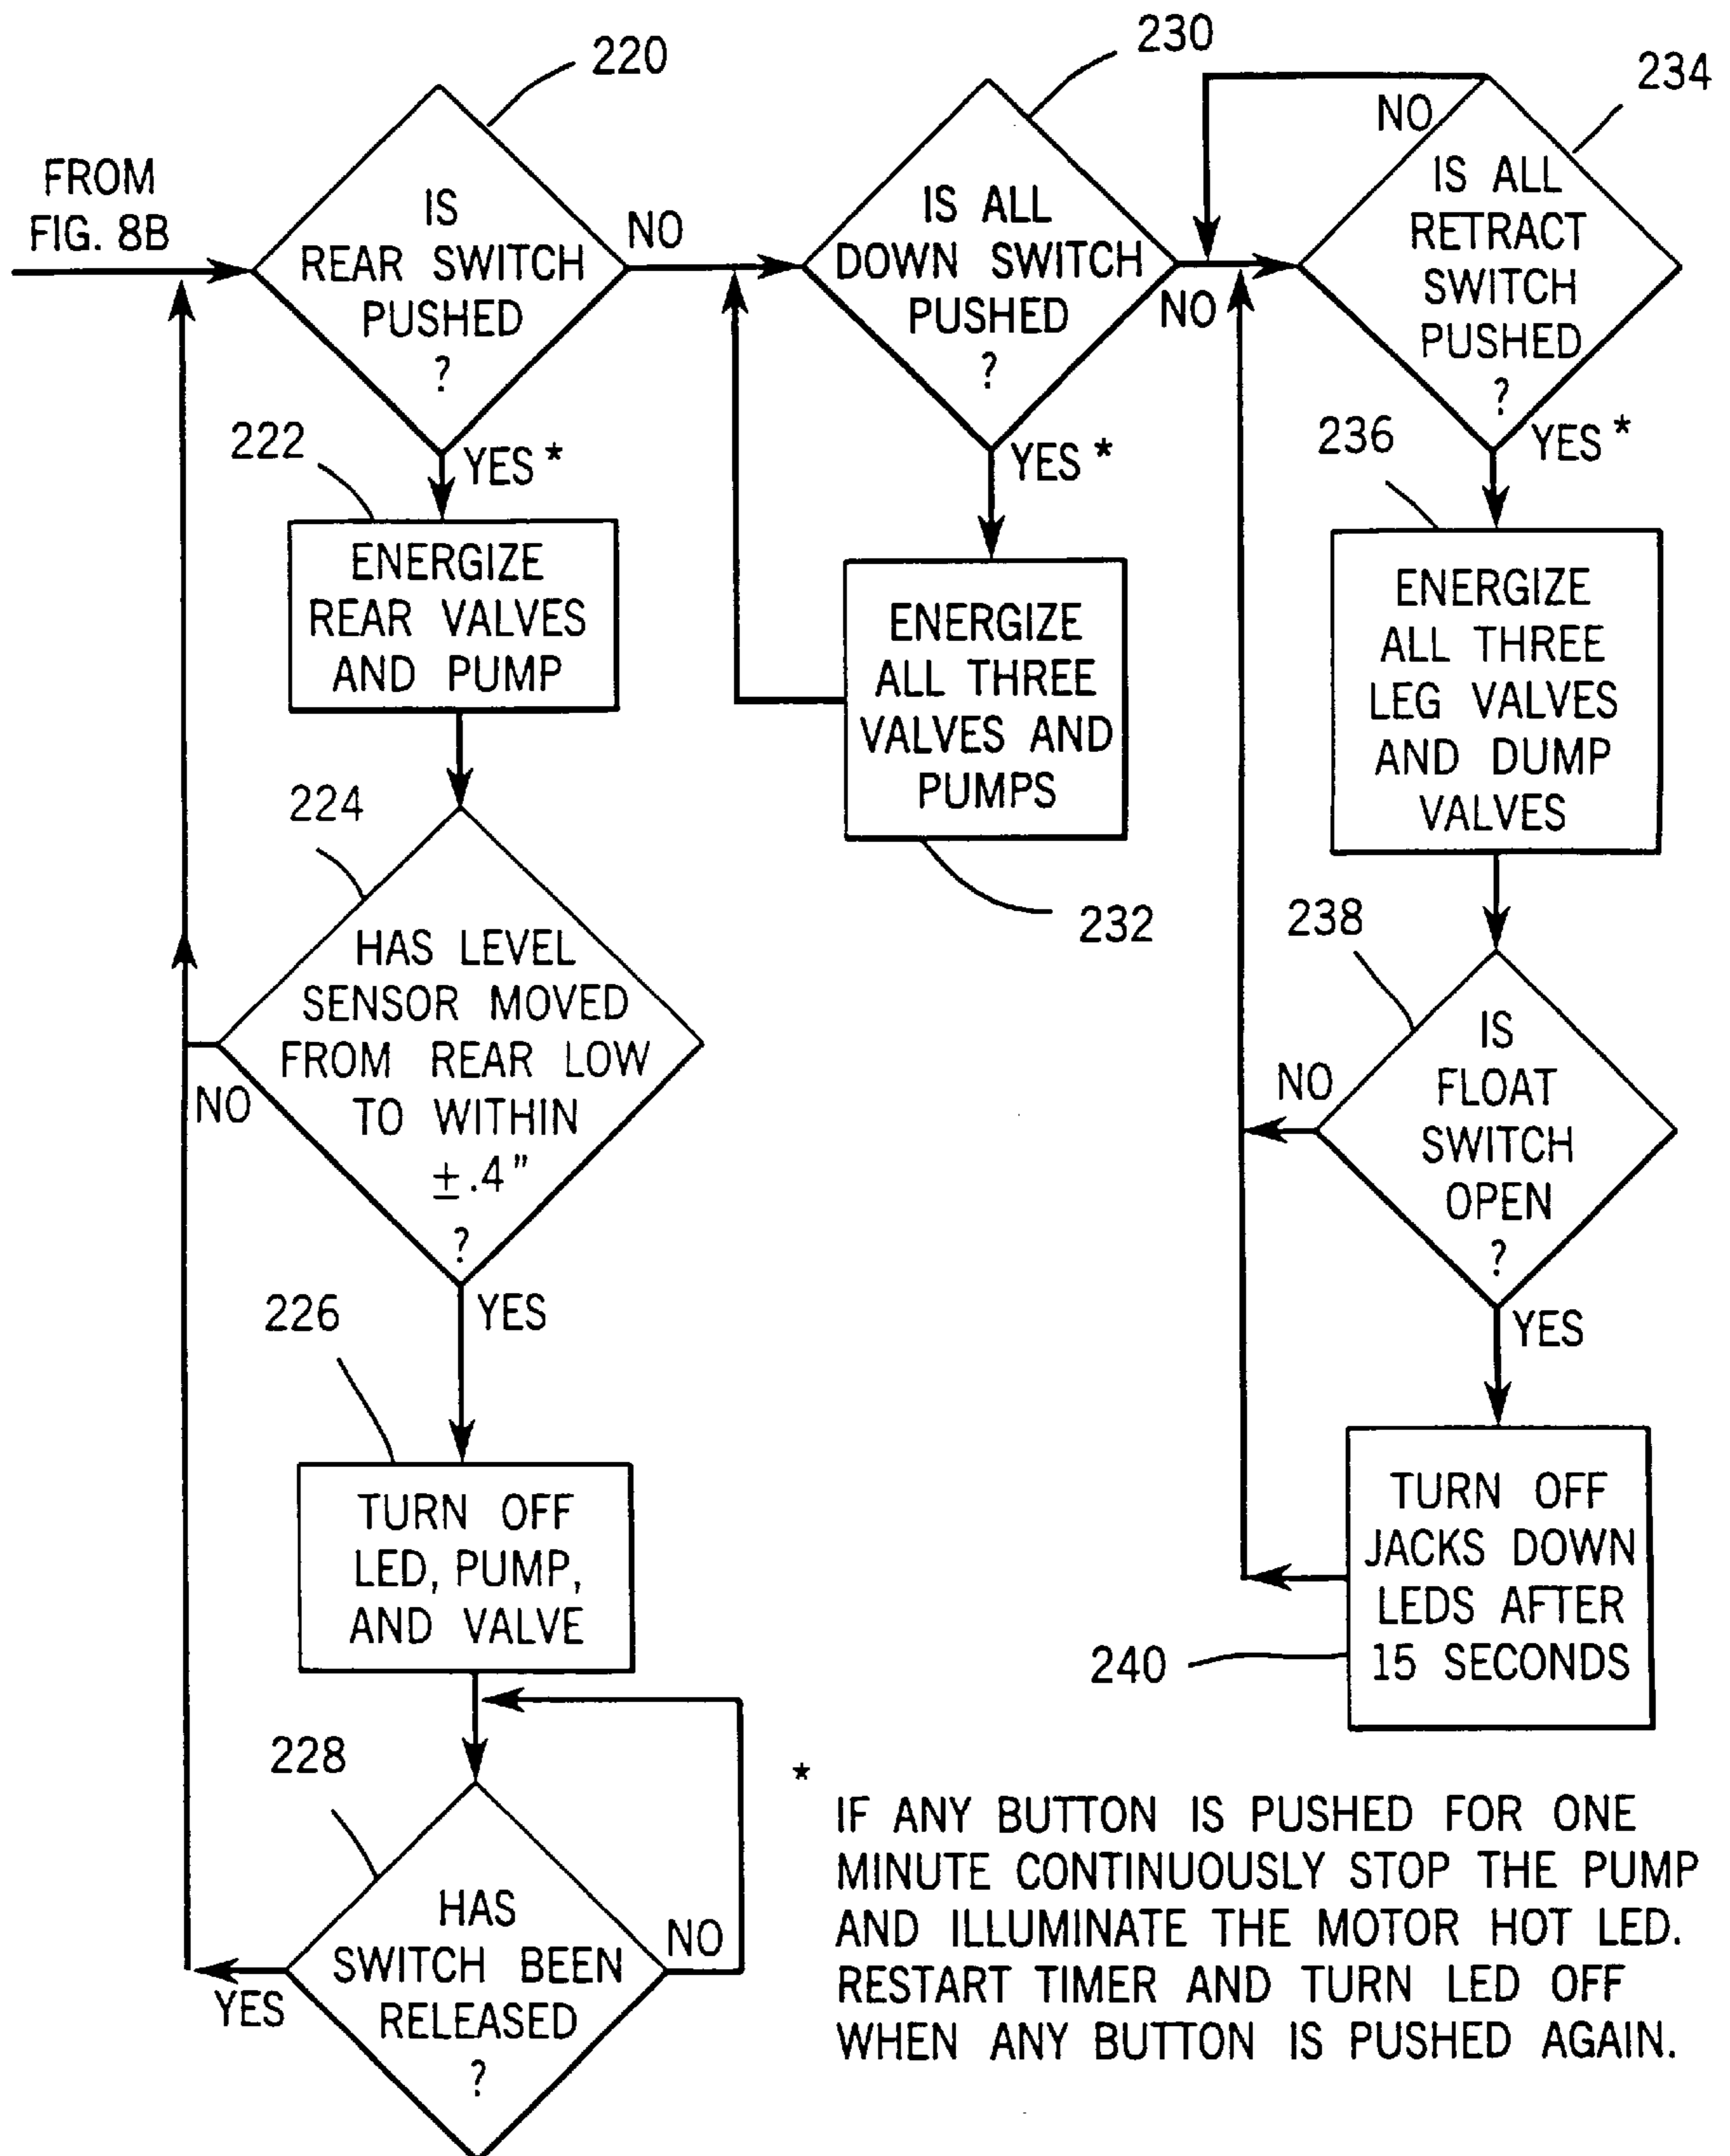 FROM
FIG. 8B
220
IS
REAR SWITCH
PUSHED
?
NO
YES *
222
ENERGIZE
REAR VALVES
AND PUMP
224
HAS LEVEL
SENSOR MOVED
FROM REAR LOW
TO WITHIN
± .4"
?
NO
YES
226
TURN OFF
LED, PUMP,
AND VALVE
228
HAS
SWITCH BEEN
RELEASED
?
NO
YES
230
IS ALL
DOWN SWITCH
PUSHED
?
NO
YES *
ENERGIZE
ALL THREE
VALVES AND
PUMPS
232
234
NO
IS ALL
RETRACT
SWITCH
PUSHED
?
YES *
236
ENERGIZE
ALL THREE
LEG VALVES
AND DUMP
VALVES
238
IS
FLOAT
SWITCH
OPEN
?
NO
YES
TURN OFF
JACKS DOWN
LEDS AFTER
15 SECONDS
240
*
IF ANY BUTTON IS PUSHED FOR ONE
MINUTE CONTINUOUSLY STOP THE PUMP
AND ILLUMINATE THE MOTOR HOT LED.
RESTART TIMER AND TURN LED OFF
WHEN ANY BUTTON IS PUSHED AGAIN.